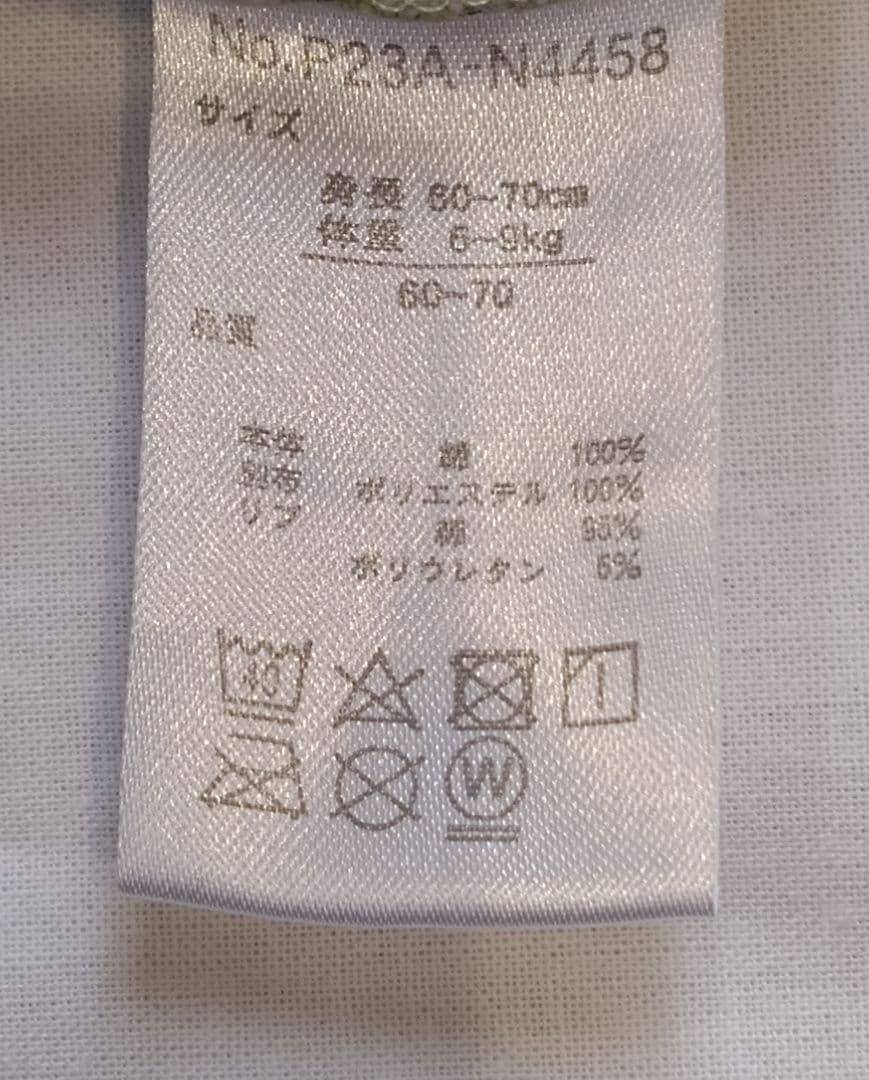 No.P23A-N4458
サイズ
身長 60~70cm
体重 6~9kg
60~70
品質
本体 綿 100%
別布 ポリエステル 100%
リブ 綿 95%
ポリウレタン 5%
40
W